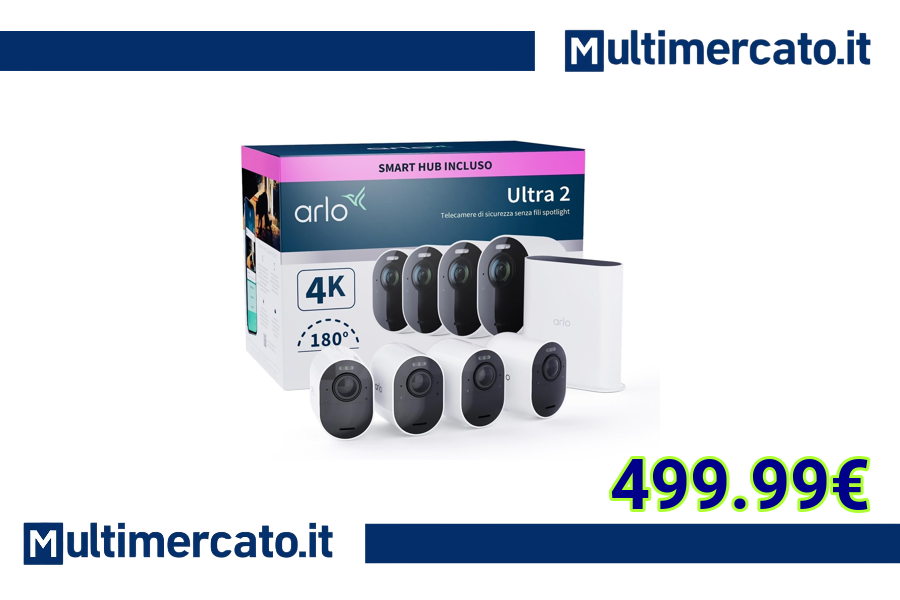 Multimercato.it
SMART HUB INCLUSO
arlo
Ultra 2
Telecamere di sicurezza senza fili spotlight
4K
180°
arlo
arlo
499.99€
Multimercato.it